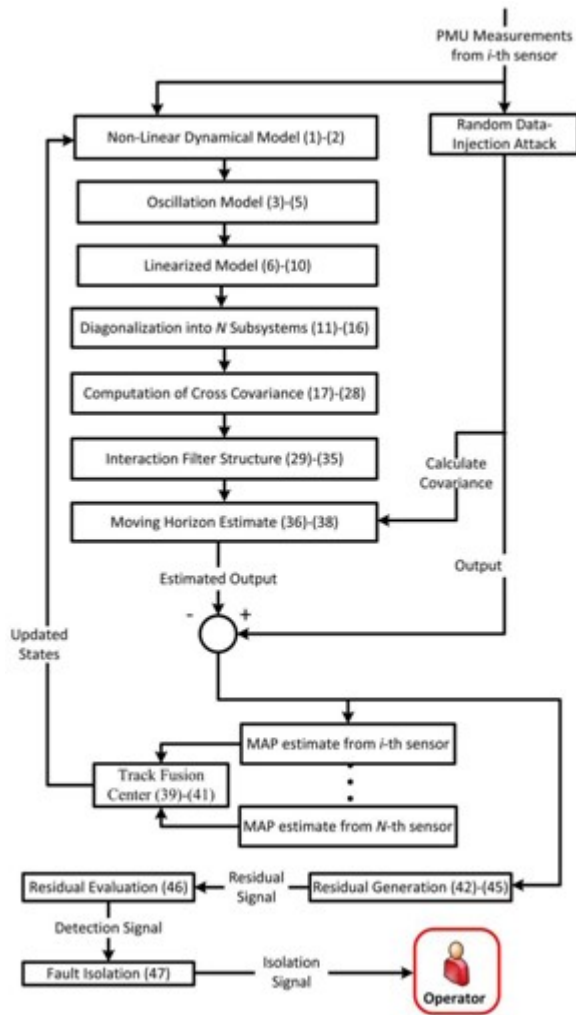 PMU Measurements
from i-th sensor
Non-Linear Dynamical Model (1)-(2)
Random Data-
Injection Attack
Oscillation Model (3)-(5)
Linearized Model (6)-(10)
Diagonalization into N Subsystems (11)-(16)
Computation of Cross Covariance (17)-(28)
Interaction Filter Structure (29)-(35)
Calculate
Covariance
Moving Horizon Estimate (36)-(38)
Estimated Output
Output
- +
Updated
States
MAP estimate from i-th sensor
Track Fusion
Center (39)-(41)
MAP estimate from N-th sensor
Residual Evaluation (46)
Residual
Signal
Residual Generation (42)-(45)
Detection Signal
Fault Isolation (47)
Isolation
Signal
Operator